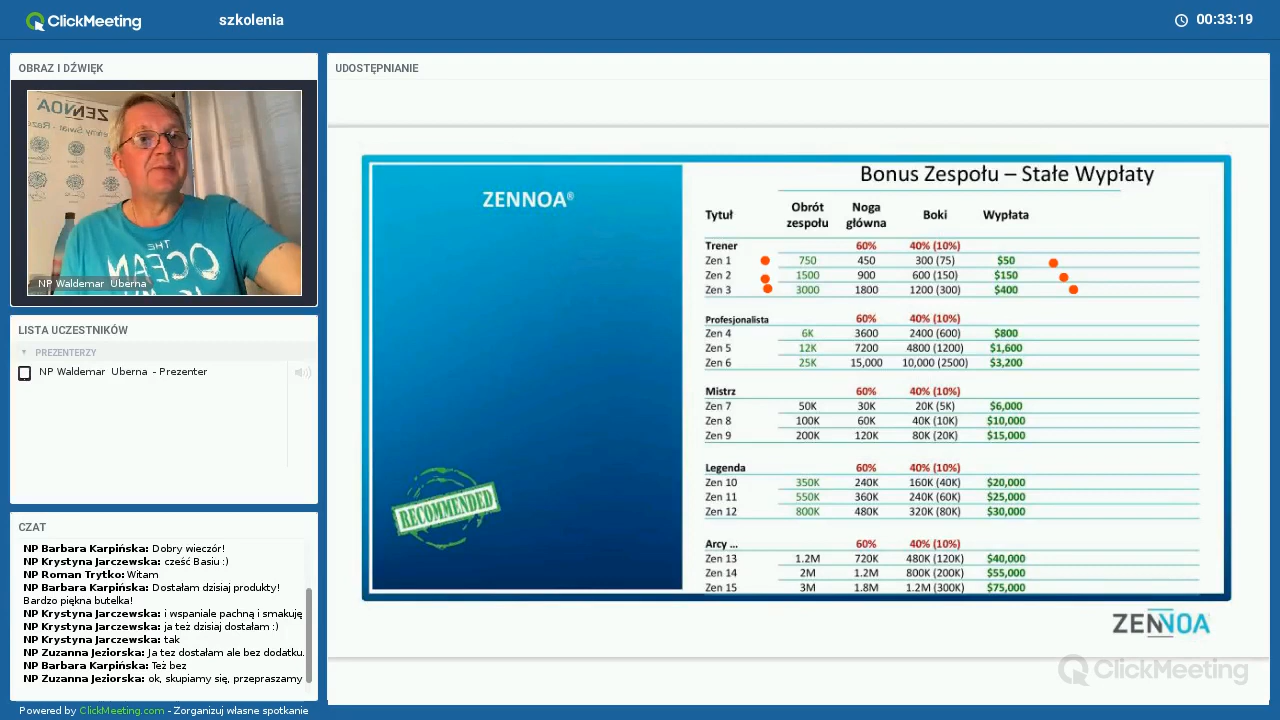 ClickMeeting
szkolenia
00:33:19
OBRAZ I DŹWIĘK
ZENNOA
THE
OCEAN
NP Waldemar Uberna
LISTA UCZESTNIKÓW
PREZENTERZY
NP Waldemar Uberna - Prezenter
CZAT
NP Barbara Karpińska: Dobry wieczór!
NP Krystyna Jarczewska: cześć Basiu :)
NP Roman Trytko: Witam
NP Barbara Karpińska: Dostałam dzisiaj produkty!
Bardzo piękna butelka!
NP Krystyna Jarczewska: i wspaniale pachną i smakuję
NP Krystyna Jarczewska: ja też dzisiaj dostałam :)
NP Krystyna Jarczewska: tak
NP Zuzanna Jeziorska: Ja tez dostałam ale bez dodatku.
NP Barbara Karpińska: Też bez
NP Zuzanna Jeziorska: ok, skupiamy się, przepraszamy
Powered by ClickMeeting.com - Zorganizuj własne spotkanie
UDOSTĘPNIANIE
ZENNOA®
RECOMMENDED
Bonus Zespołu – Stałe Wypłaty
Tytuł Obrót zespołu Noga główna Boki Wypłata
Trener 60% 40% (10%)
Zen 1 750 450 300 (75) $50
Zen 2 1500 900 600 (150) $150
Zen 3 3000 1800 1200 (300) $400
Profesjonalista 60% 40% (10%)
Zen 4 6K 3600 2400 (600) $800
Zen 5 12K 7200 4800 (1200) $1,600
Zen 6 25K 15,000 10,000 (2500) $3,200
Mistrz 60% 40% (10%)
Zen 7 50K 30K 20K (5K) $6,000
Zen 8 100K 60K 40K (10K) $10,000
Zen 9 200K 120K 80K (20K) $15,000
Legenda 60% 40% (10%)
Zen 10 350K 240K 160K (40K) $20,000
Zen 11 550K 360K 240K (60K) $25,000
Zen 12 800K 480K 320K (80K) $30,000
Arcy ... 60% 40% (10%)
Zen 13 1.2M 720K 480K (120K) $40,000
Zen 14 2M 1.2M 800K (200K) $55,000
Zen 15 3M 1.8M 1.2M (300K) $75,000
ZENNOA
ClickMeeting